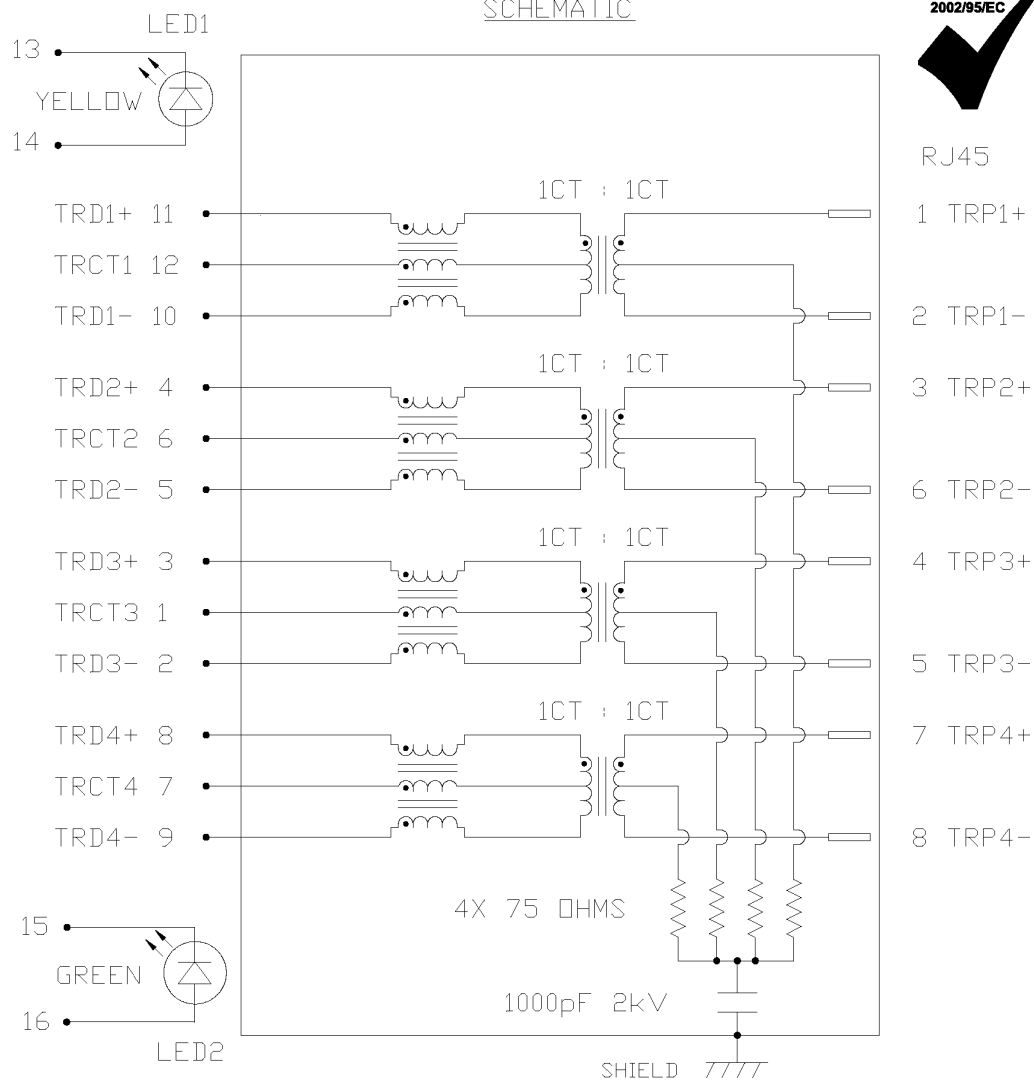 SCHEMATIC
2002/95/EC
LED1
13
YELLOW
14
RJ45
1CT : 1CT
TRD1+ 11
1 TRP1+
TRCT1 12
TRD1- 10
2 TRP1-
1CT : 1CT
TRD2+ 4
3 TRP2+
TRCT2 6
TRD2- 5
6 TRP2-
1CT : 1CT
TRD3+ 3
4 TRP3+
TRCT3 1
TRD3- 2
5 TRP3-
1CT : 1CT
TRD4+ 8
7 TRP4+
TRCT4 7
TRD4- 9
8 TRP4-
4X 75 OHMS
15
GREEN
16
LED2
1000pF 2kV
SHIELD